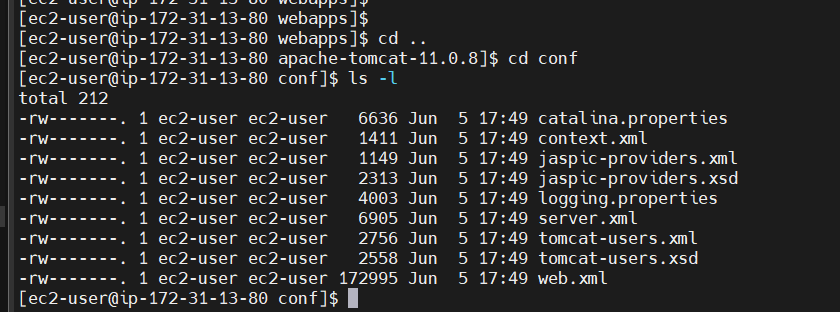 [ec2-user@ip-172-31-13-80 webapps]$
[ec2-user@ip-172-31-13-80 webapps]$
[ec2-user@ip-172-31-13-80 webapps]$ cd ..
[ec2-user@ip-172-31-13-80 apache-tomcat-11.0.8]$ cd conf
[ec2-user@ip-172-31-13-80 conf]$ ls -l
total 212
-rw-------. 1 ec2-user ec2-user   6636 Jun  5 17:49 catalina.properties
-rw-------. 1 ec2-user ec2-user   1411 Jun  5 17:49 context.xml
-rw-------. 1 ec2-user ec2-user   1149 Jun  5 17:49 jaspic-providers.xml
-rw-------. 1 ec2-user ec2-user   2313 Jun  5 17:49 jaspic-providers.xsd
-rw-------. 1 ec2-user ec2-user   4003 Jun  5 17:49 logging.properties
-rw-------. 1 ec2-user ec2-user   6905 Jun  5 17:49 server.xml
-rw-------. 1 ec2-user ec2-user   2756 Jun  5 17:49 tomcat-users.xml
-rw-------. 1 ec2-user ec2-user   2558 Jun  5 17:49 tomcat-users.xsd
-rw-------. 1 ec2-user ec2-user 172995 Jun  5 17:49 web.xml
[ec2-user@ip-172-31-13-80 conf]$